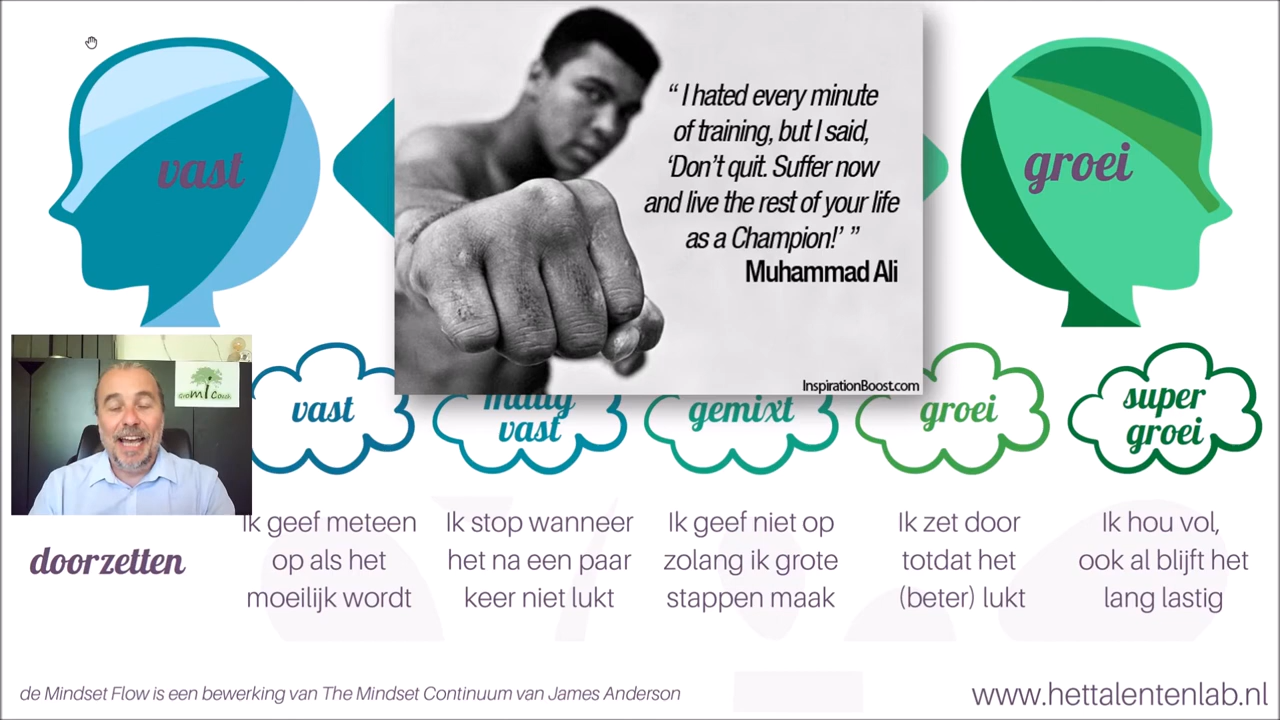 vast
“ I hated every minute
of training, but I said,
‘Don’t quit. Suffer now
and live the rest of your life
as a Champion!’ ”
Muhammad Ali
InspirationBoost.com
groei
vast
maag
vast
gemixt
groei
super
groei
doorzetten
Ik geef meteen
op als het
moeilijk wordt
Ik stop wanneer
het na een paar
keer niet lukt
Ik geef niet op
zolang ik grote
stappen maak
Ik zet door
totdat het
(beter) lukt
Ik hou vol,
ook al blijft het
lang lastig
de Mindset Flow is een bewerking van The Mindset Continuum van James Anderson
www.hettalentenlab.nl